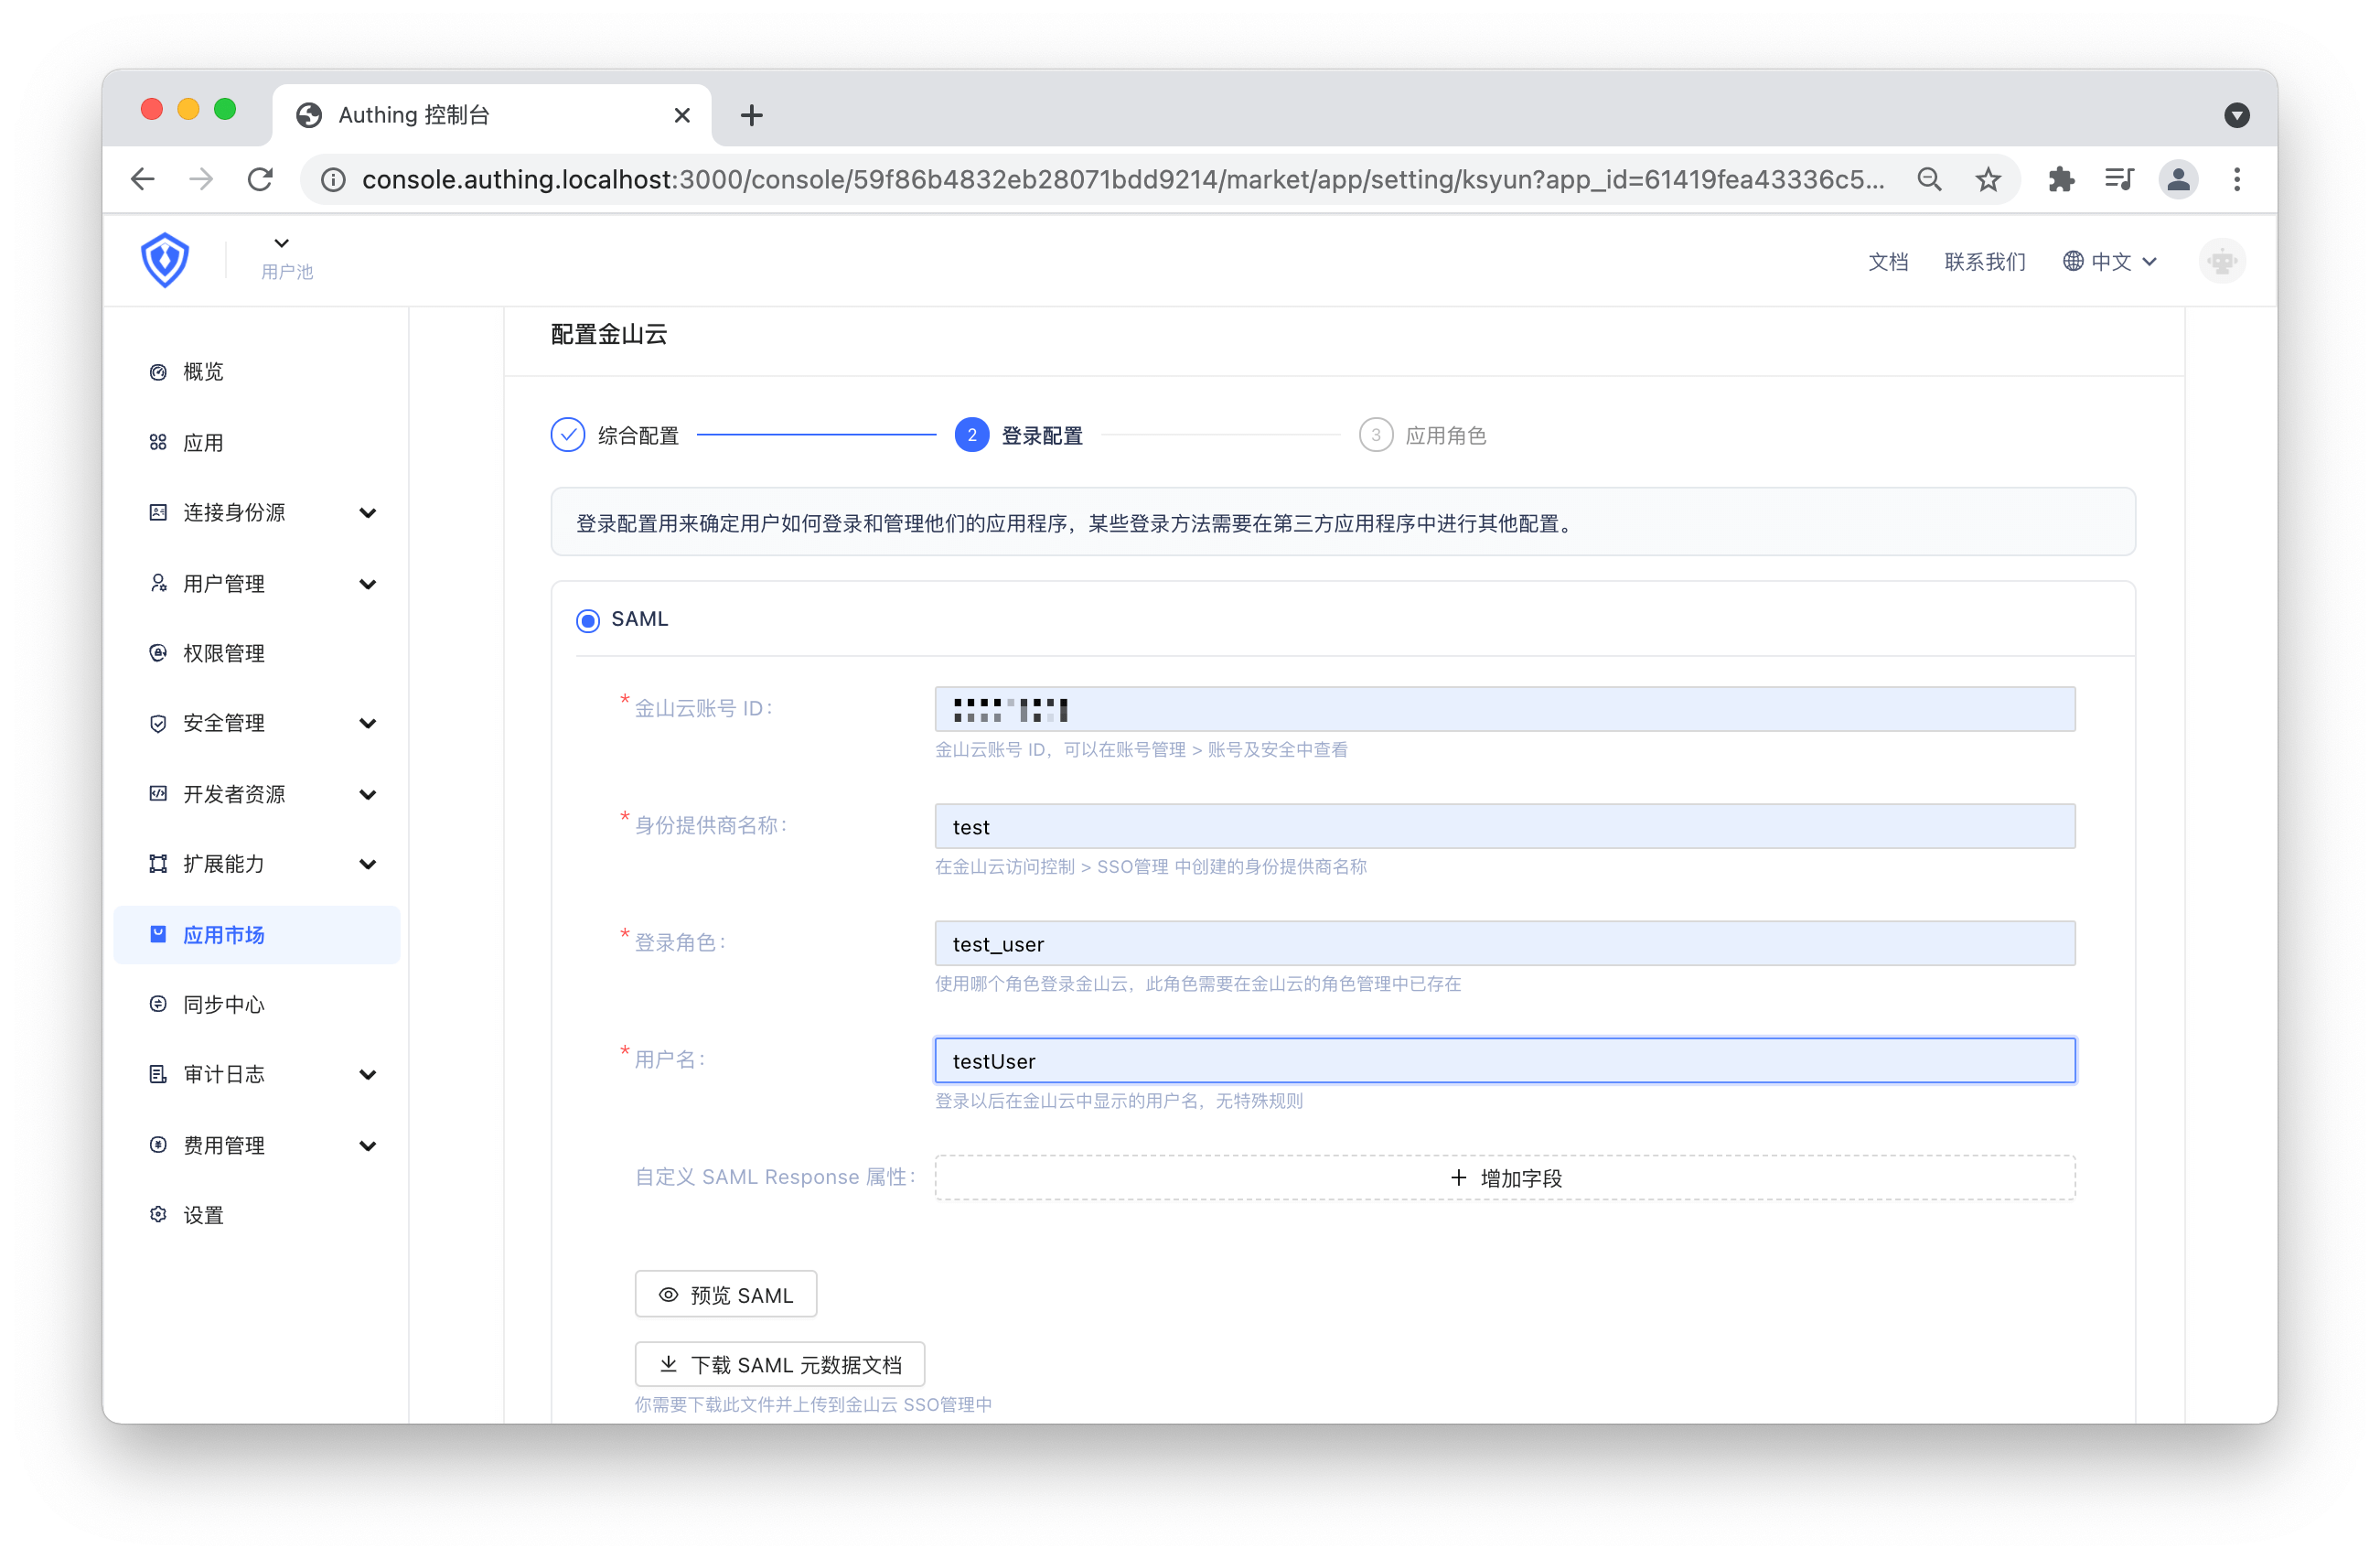 Authing 控制台
console.authing.localhost:3000/console/59f86b4832eb28071bdd9214/market/app/setting/ksyun?app_id=61419fea43336c5...
用户池
文档
联系我们
中文
概览
应用
连接身份源
用户管理
权限管理
安全管理
开发者资源
扩展能力
应用市场
同步中心
审计日志
费用管理
设置
配置金山云
综合配置
2 登录配置
3 应用角色
登录配置用来确定用户如何登录和管理他们的应用程序，某些登录方法需要在第三方应用程序中进行其他配置。
SAML
* 金山云账号 ID：
金山云账号 ID，可以在账号管理 > 账号及安全中查看
* 身份提供商名称： test
在金山云访问控制 > SSO管理 中创建的身份提供商名称
* 登录角色： test_user
使用哪个角色登录金山云，此角色需要在金山云的角色管理中已存在
* 用户名： testUser
登录以后在金山云中显示的用户名，无特殊规则
自定义 SAML Response 属性： + 增加字段
预览 SAML
下载 SAML 元数据文档
你需要下载此文件并上传到金山云 SSO管理中